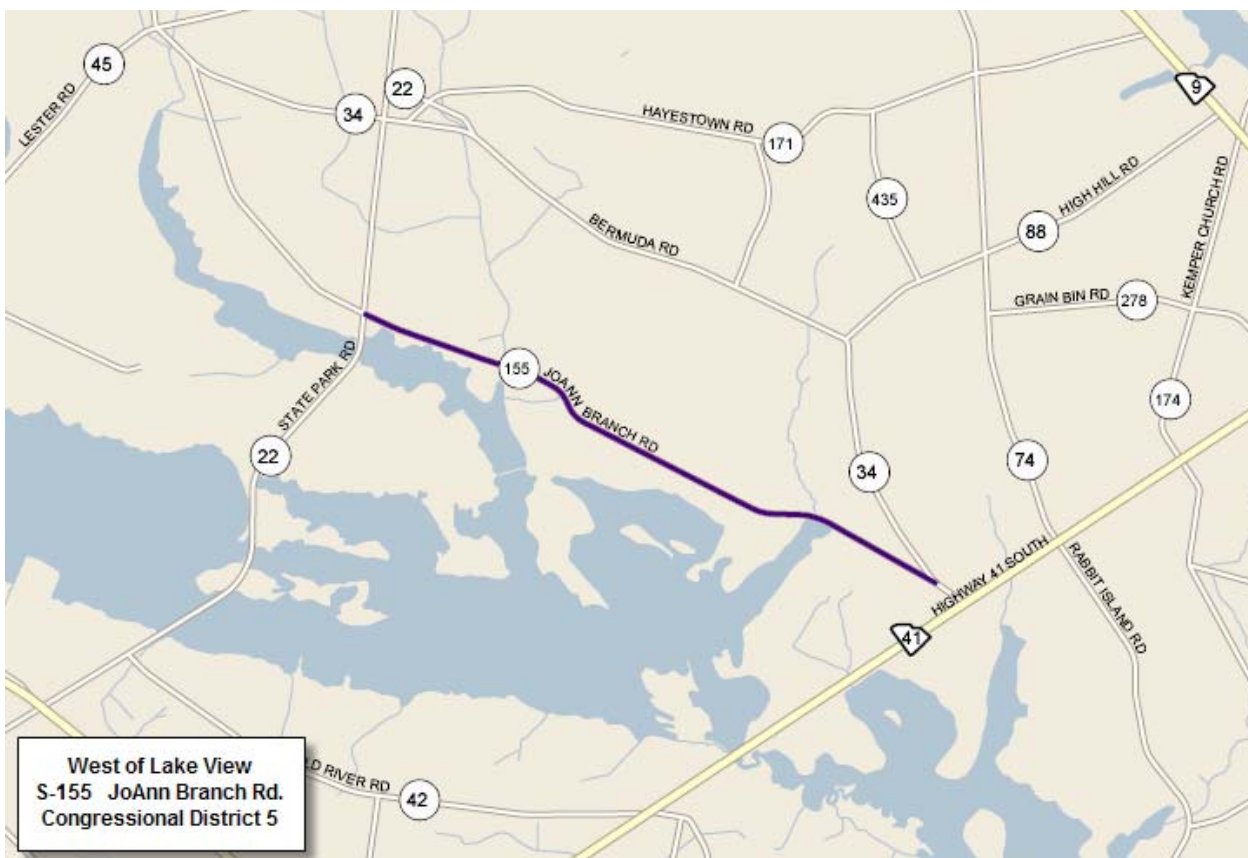 45
LESTER RD
34
22
HAYESTOWN RD
171
9
435
BERMUDA RD
88
HIGH HILL RD
KEMPER CHURCH RD
GRAIN BIN RD
278
STATE PARK RD
155
JOANN BRANCH RD
174
22
34
74
HIGHWAY 41 SOUTH
RABBIT ISLAND RD
41
West of Lake View
S-155 JoAnn Branch Rd.
Congressional District 5
RIVER RD
42